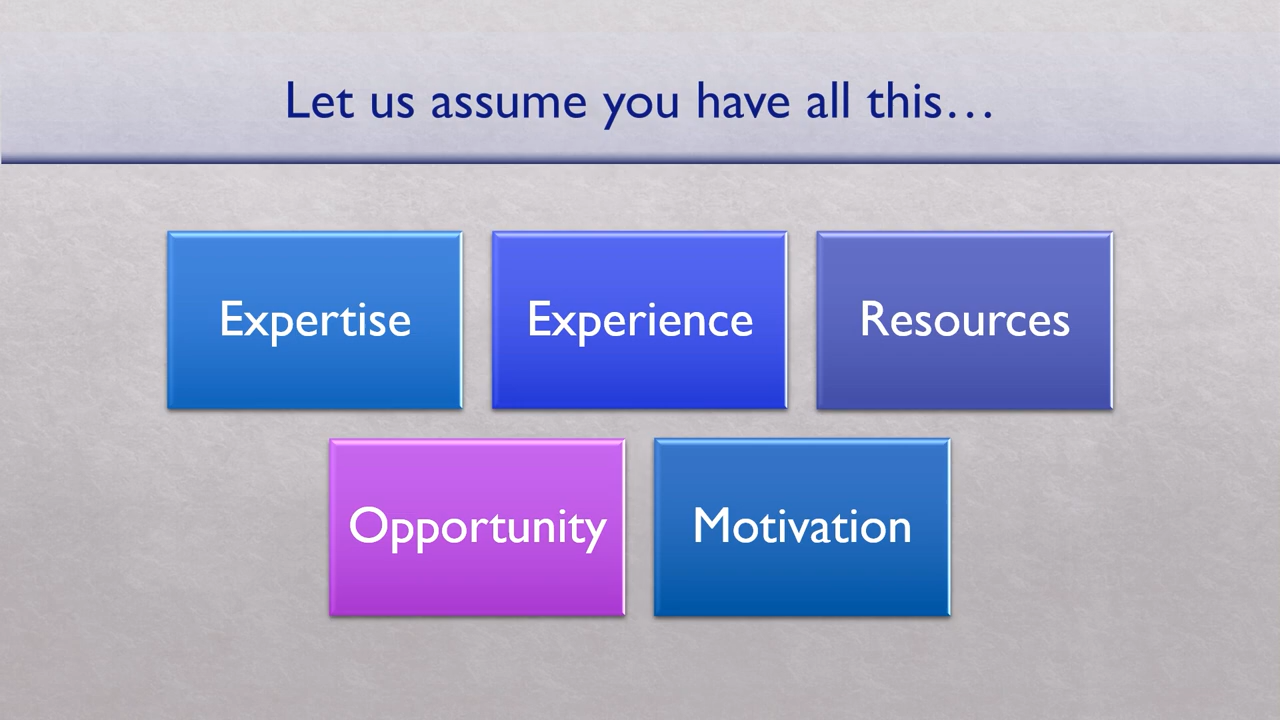 Let us assume you have all this…
Expertise
Experience
Resources
Opportunity
Motivation